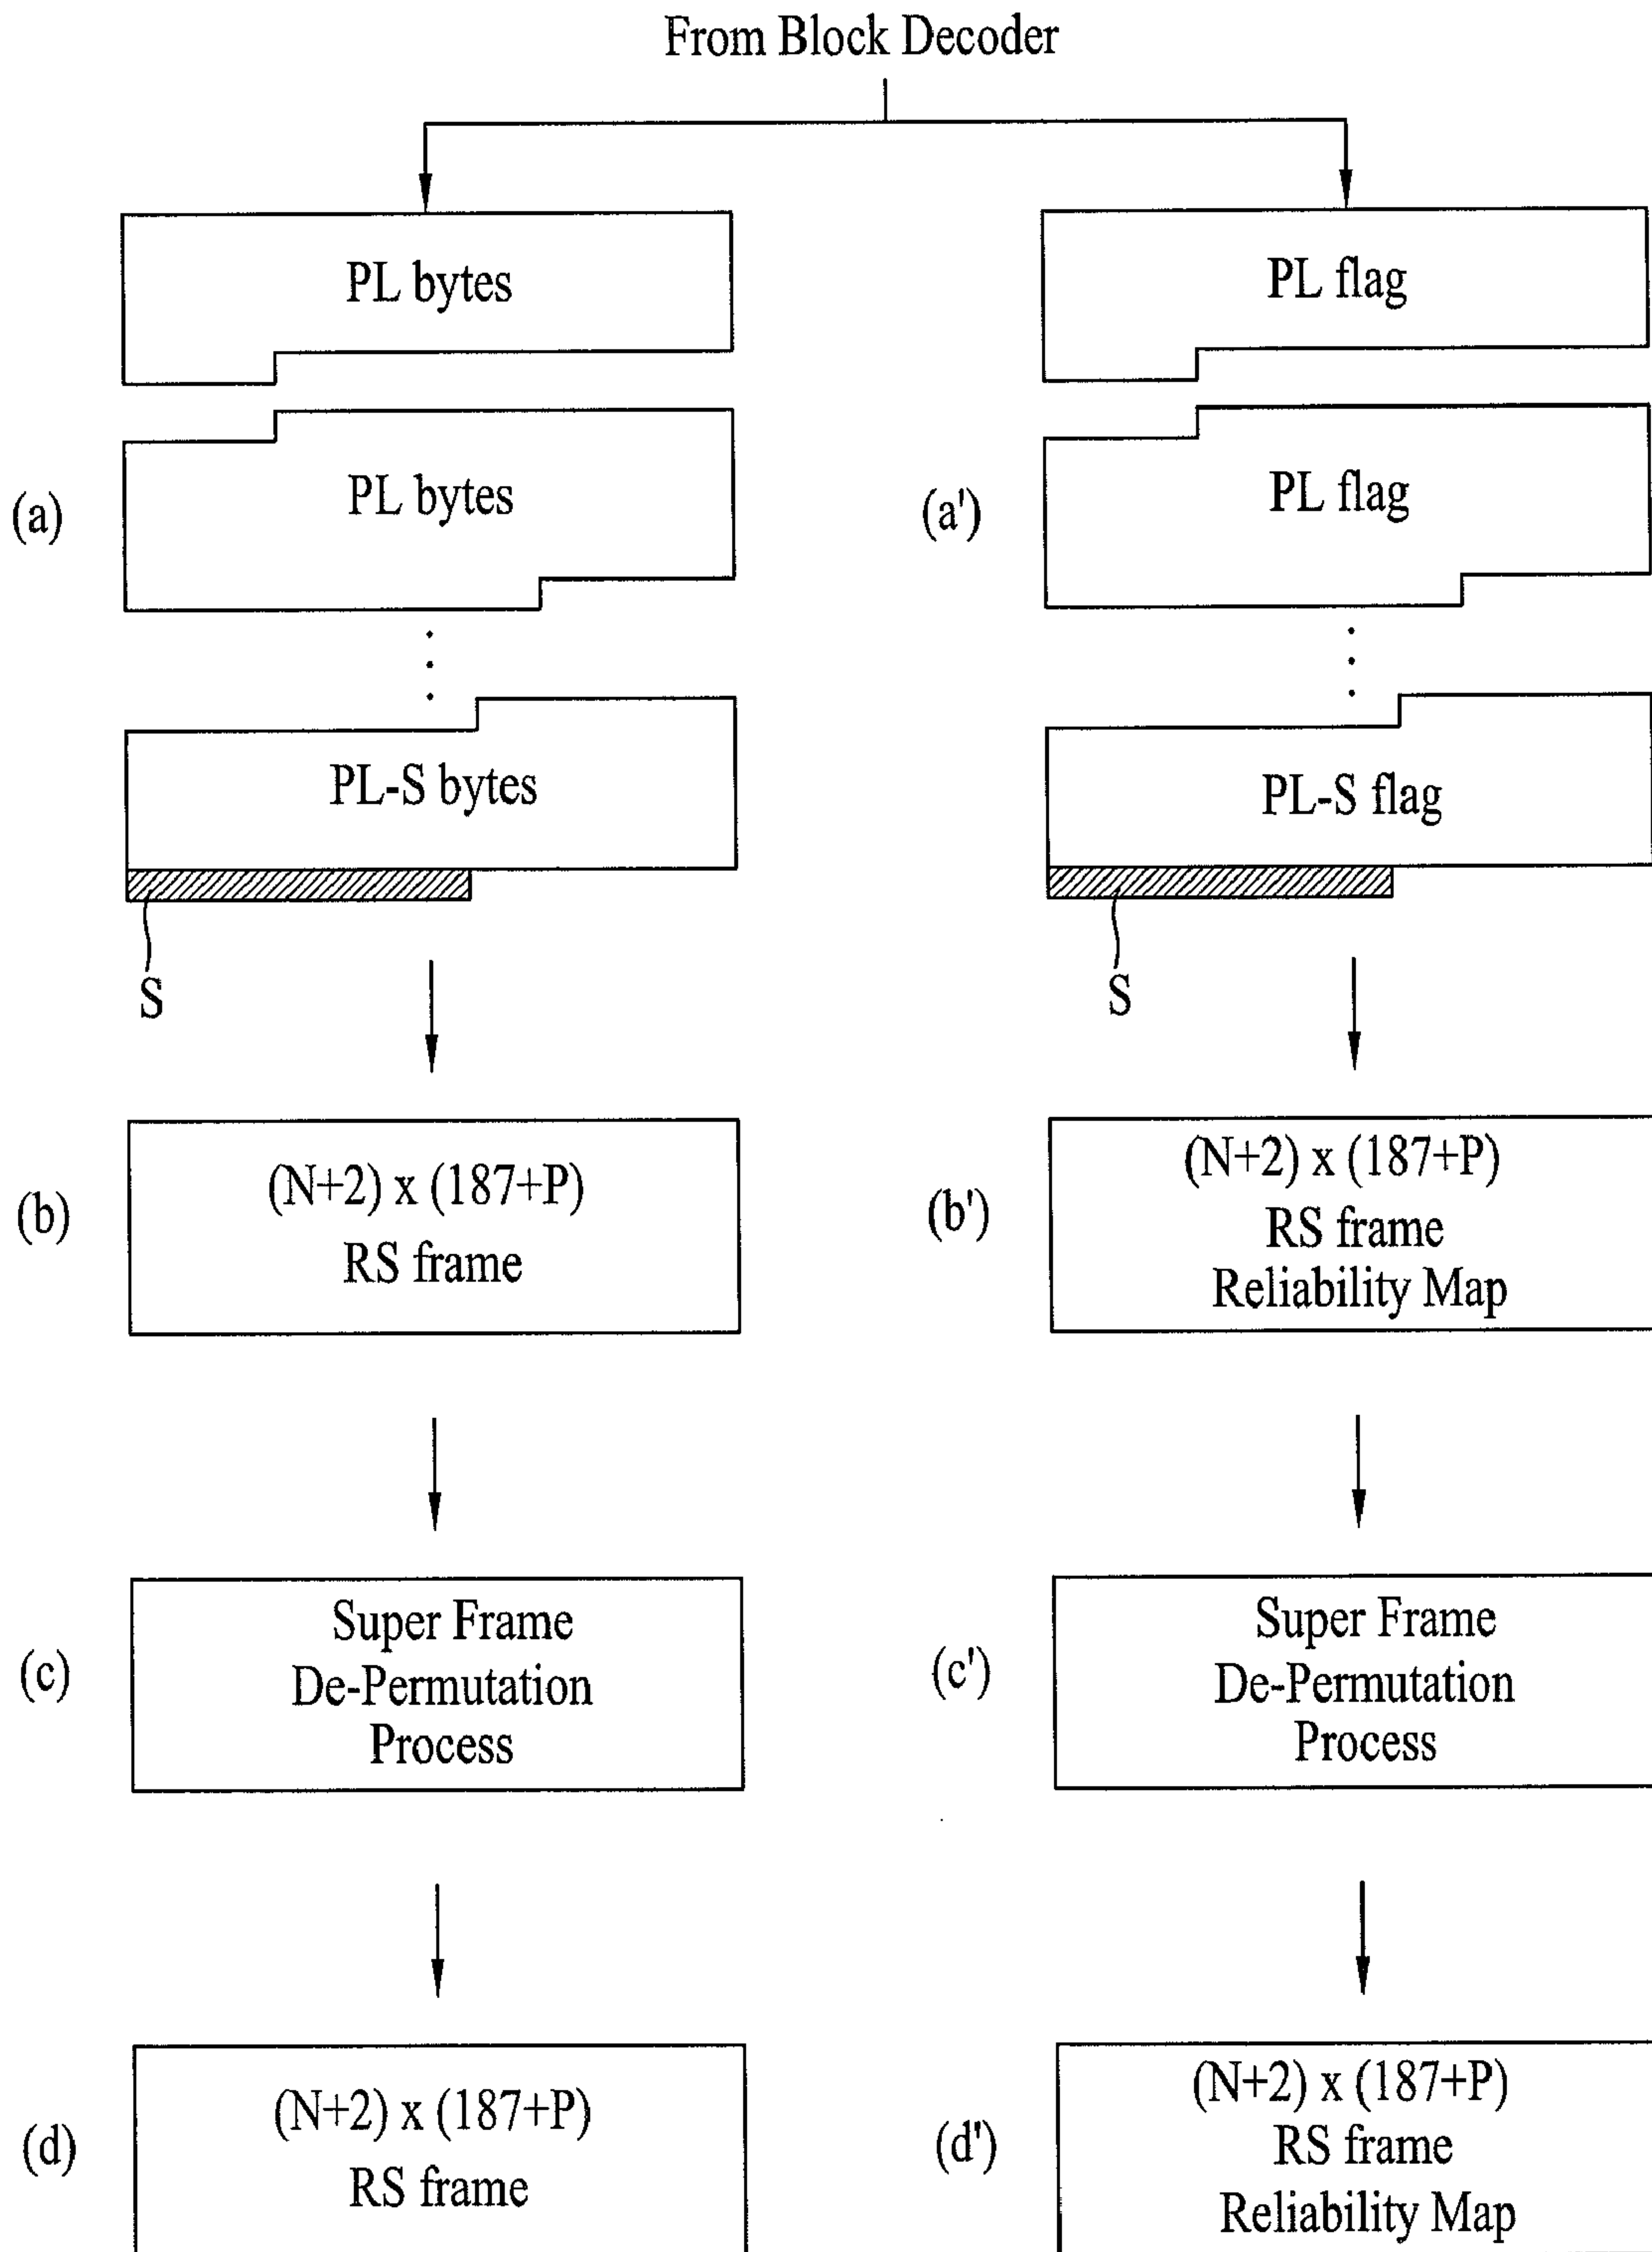 From Block Decoder
PL bytes
PL flag
(a)
PL bytes
(a')
PL flag
PL-S bytes
PL-S flag
S
S
(b)
(N+2) x (187+P)
RS frame
(b')
(N+2) x (187+P)
RS frame
Reliability Map
(c)
Super Frame
De-Permutation
Process
(c')
Super Frame
De-Permutation
Process
(d)
(N+2) x (187+P)
RS frame
(d')
(N+2) x (187+P)
RS frame
Reliability Map